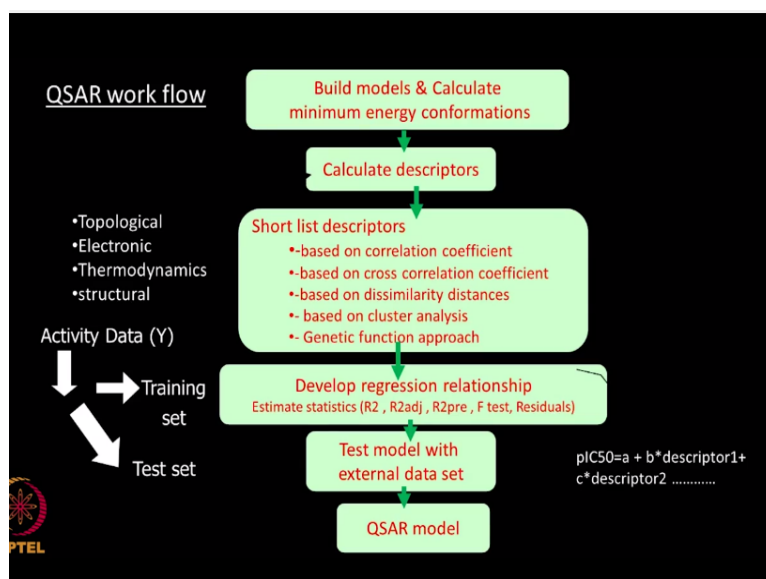 QSAR work flow
Build models & Calculate
minimum energy conformations
Calculate descriptors
•Topological
•Electronic
•Thermodynamics
•structural
Short list descriptors
•-based on correlation coefficient
•-based on cross correlation coefficient
•-based on dissimilarity distances
•- based on cluster analysis
•- Genetic function approach
Activity Data (Y)
Training
set
Test set
Develop regression relationship
Estimate statistics (R2 , R2adj , R2pre , F test, Residuals)
Test model with
external data set
pIC50=a + b*descriptor1+
c*descriptor2 …………
QSAR model
PTEL